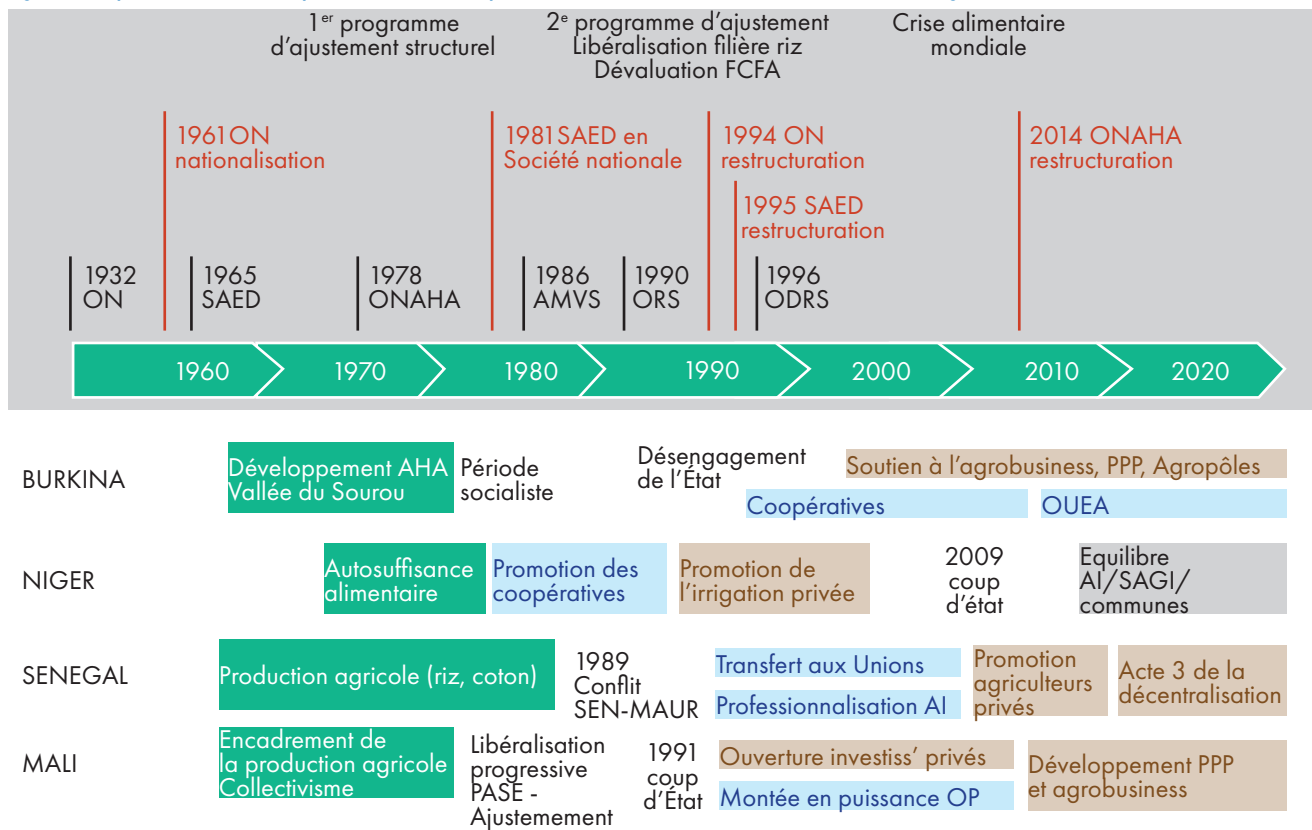 1er programme
d'ajustement structurel
2e programme d'ajustement
Libéralisation filière riz
Dévaluation FCFA
Crise alimentaire
mondiale
1961 ON
nationalisation
1981 SAED en
Société nationale
1994 ON
restructuration
2014 ONAHA
restructuration
1995 SAED
restructuration
1932
ON
1965
SAED
1978
ONAHA
1986
AMVS
1990
ORS
1996
ODRS
1960 1970 1980 1990 2000 2010 2020
BURKINA
Développement AHA
Vallée du Sourou
Période
socialiste
Désengagement
de l'État
Soutien à l'agrobusiness, PPP, Agropôles
Coopératives
OUEA
NIGER
Autosuffisance
alimentaire
Promotion des
coopératives
Promotion de
l'irrigation privée
2009
coup
d'état
Equilibre
AI/SAGI/
communes
SENEGAL
Production agricole (riz, coton)
1989
Conflit
SEN-MAUR
Transfert aux Unions
Professionnalisation AI
Promotion
agriculteurs
privés
Acte 3 de la
décentralisation
MALI
Encadrement de
la production agricole
Collectivisme
Libéralisation
progressive
PASE -
Ajustemement
1991
coup
d'État
Ouverture investiss' privés
Montée en puissance OP
Développement PPP
et agrobusiness